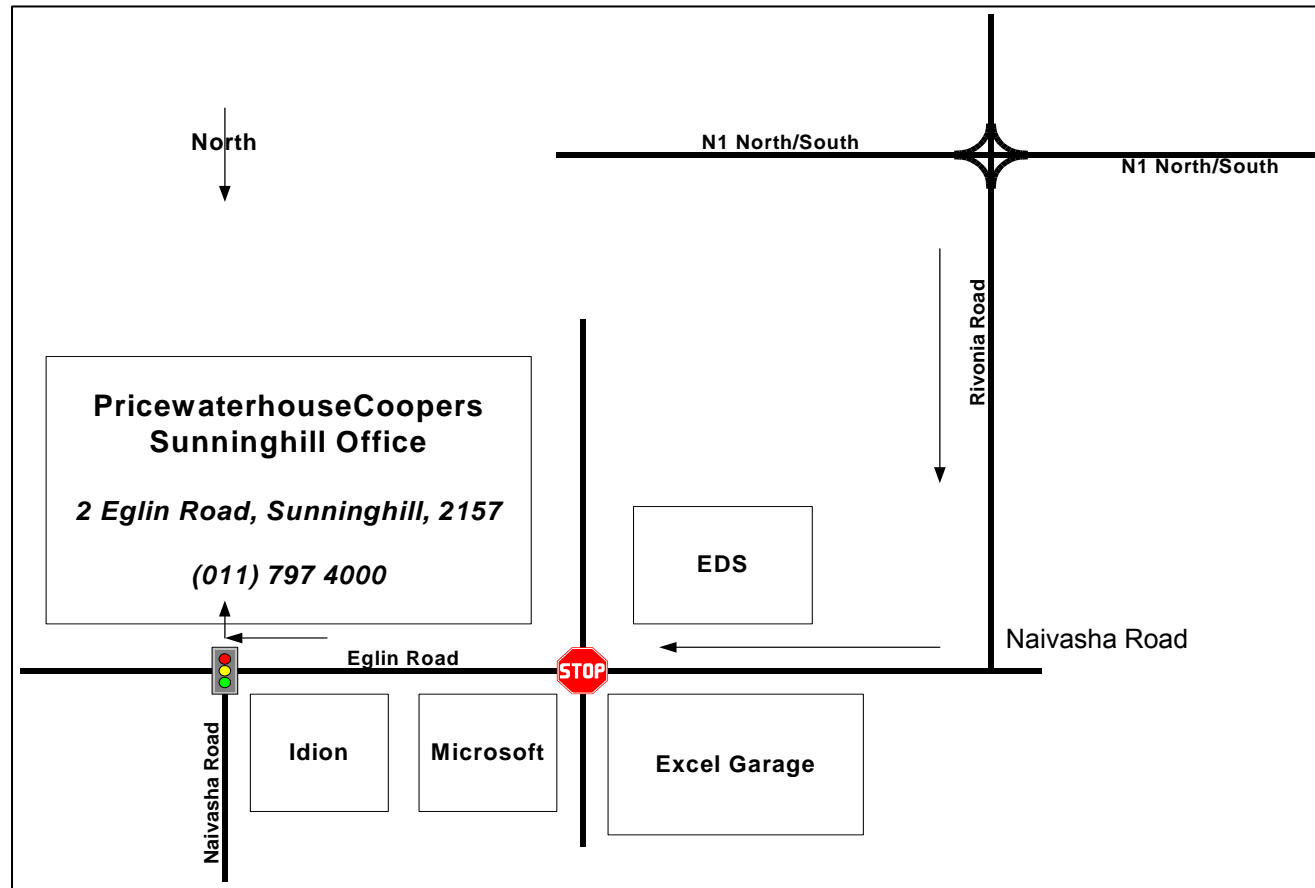 North
N1 North/South
N1 North/South
Rivonia Road
PricewaterhouseCoopers
Sunninghill Office
2 Eglin Road, Sunninghill, 2157
(011) 797 4000
EDS
Naivasha Road
Eglin Road
STOP
Naivasha Road
Idion
Microsoft
Excel Garage